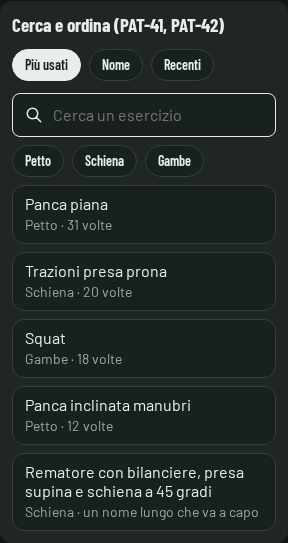 Cerca e ordina (PAT-41, PAT-42)
Più usati Nome Recenti
Cerca un esercizio
Petto Schiena Gambe
Panca piana
Petto · 31 volte
Trazioni presa prona
Schiena · 20 volte
Squat
Gambe · 18 volte
Panca inclinata manubri
Petto · 12 volte
Rematore con bilanciere, presa
supina e schiena a 45 gradi
Schiena · un nome lungo che va a capo